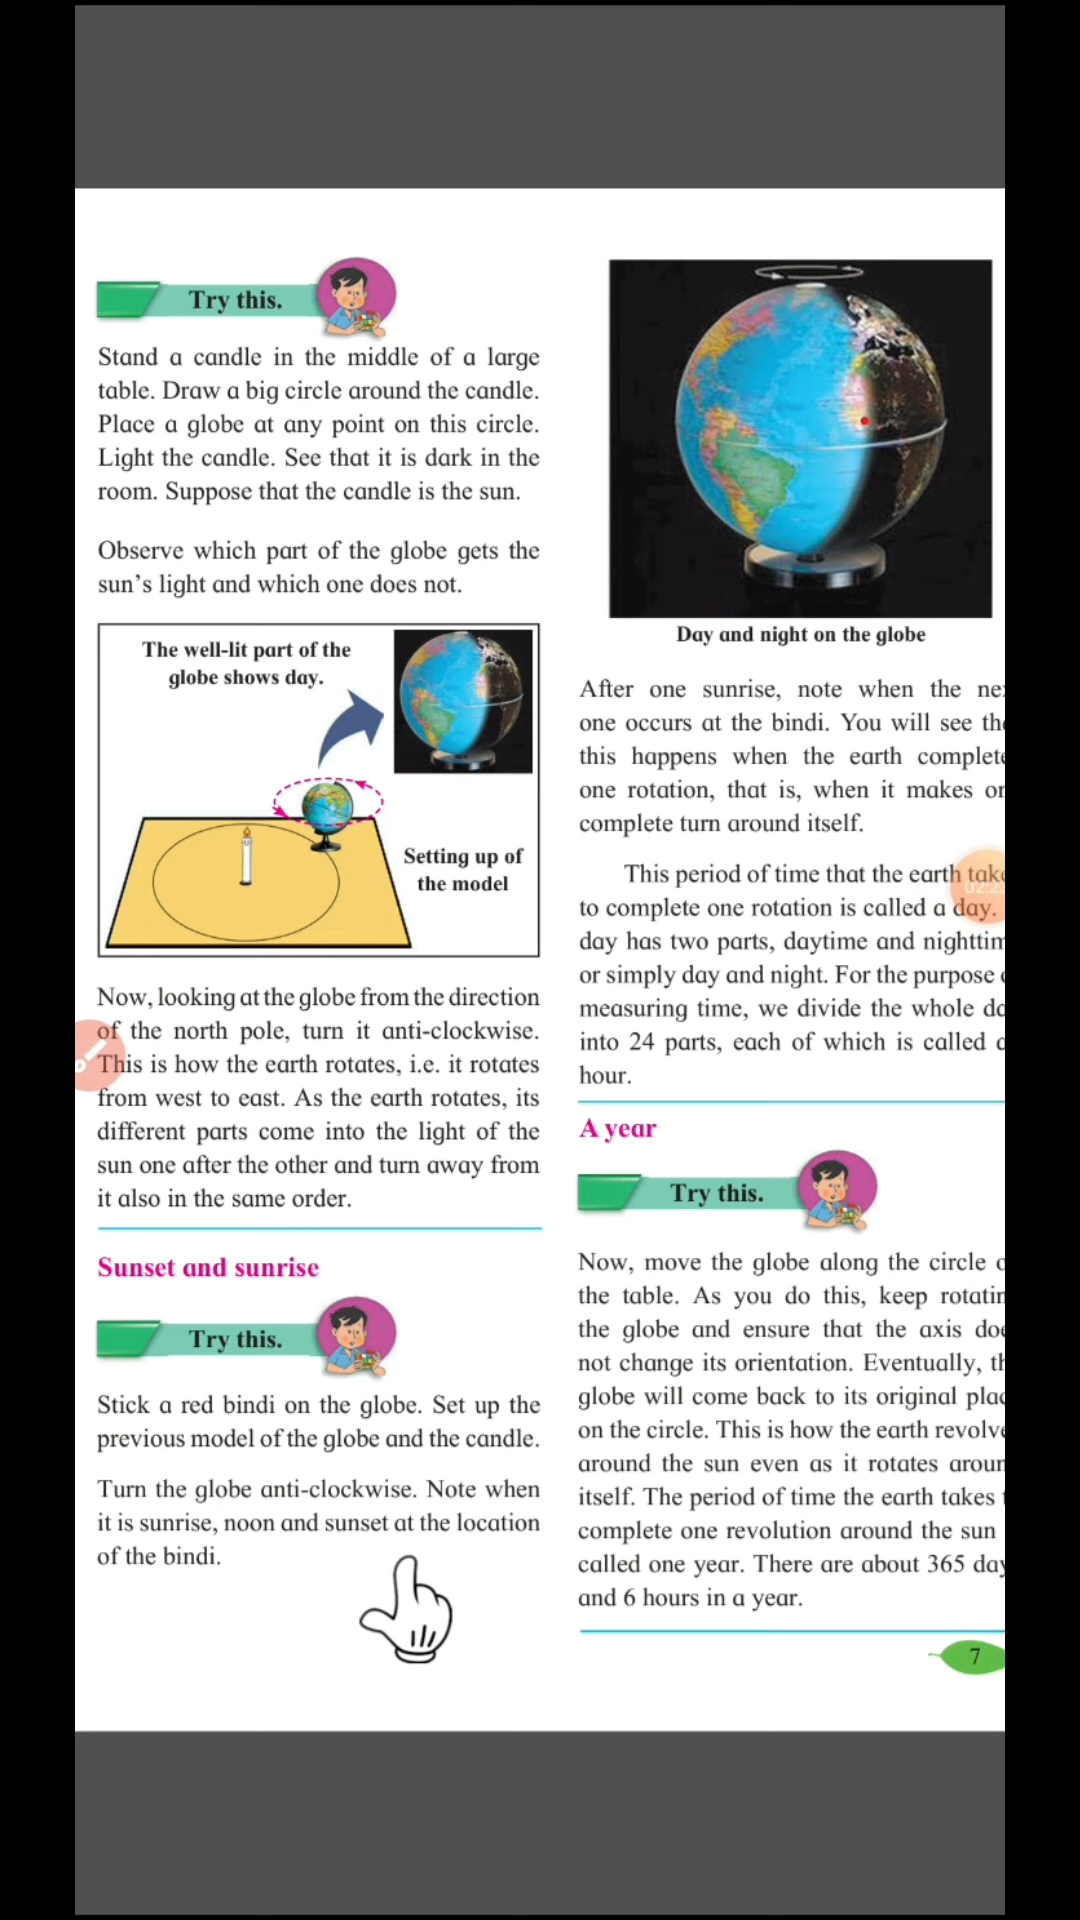 Try this.
Stand a candle in the middle of a large
table. Draw a big circle around the candle.
Place a globe at any point on this circle.
Light the candle. See that it is dark in the
room. Suppose that the candle is the sun.
Observe which part of the globe gets the
sun's light and which one does not.
The well-lit part of the
globe shows day.
Setting up of
the model
Now, looking at the globe from the direction
of the north pole, turn it anti-clockwise.
This is how the earth rotates, i.e. it rotates
from west to east. As the earth rotates, its
different parts come into the light of the
sun one after the other and turn away from
it also in the same order.
Sunset and sunrise
Try this.
Stick a red bindi on the globe. Set up the
previous model of the globe and the candle.
Turn the globe anti-clockwise. Note when
it is sunrise, noon and sunset at the location
of the bindi.
Day and night on the globe
After one sunrise, note when the
one occurs at the bindi. You will see
this happens when the earth
one rotation, that is, when it makes
complete turn around itself.
This period of time that the earth
to complete one rotation is called a day.
day has two parts, daytime and
or simply day and night. For the purpose
measuring time, we divide the whole
into 24 parts, each of which is called
hour.
A year
Try this.
Now, move the globe along the circle
the table. As you do this, keep
the globe and ensure that the axis
not change its orientation. Eventually,
globe will come back to its original
on the circle. This is how the earth
around the sun even as it rotates
itself. The period of time the earth takes
complete one revolution around the sun
called one year. There are about 365
and 6 hours in a year.
7